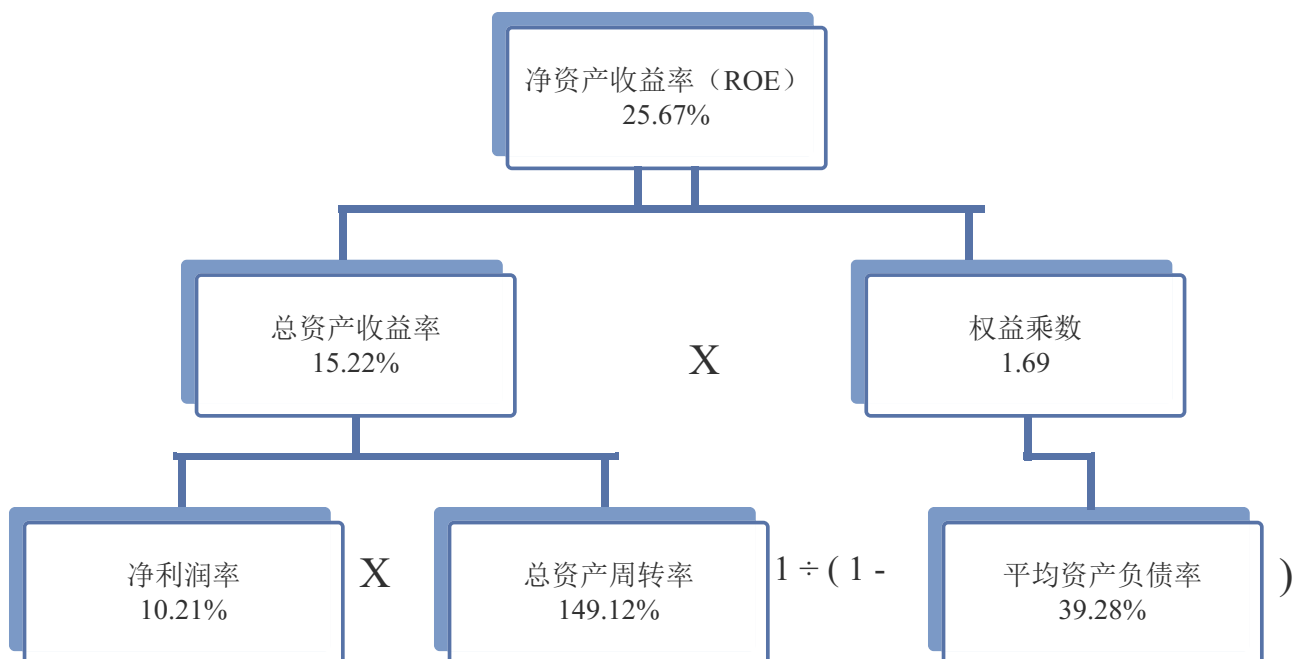 净资产收益率（ROE）
25.67%
总资产收益率
15.22%
X
权益乘数
1.69
净利润率
10.21%
X
总资产周转率
149.12%
1 ÷ ( 1 -
平均资产负债率
39.28%
)